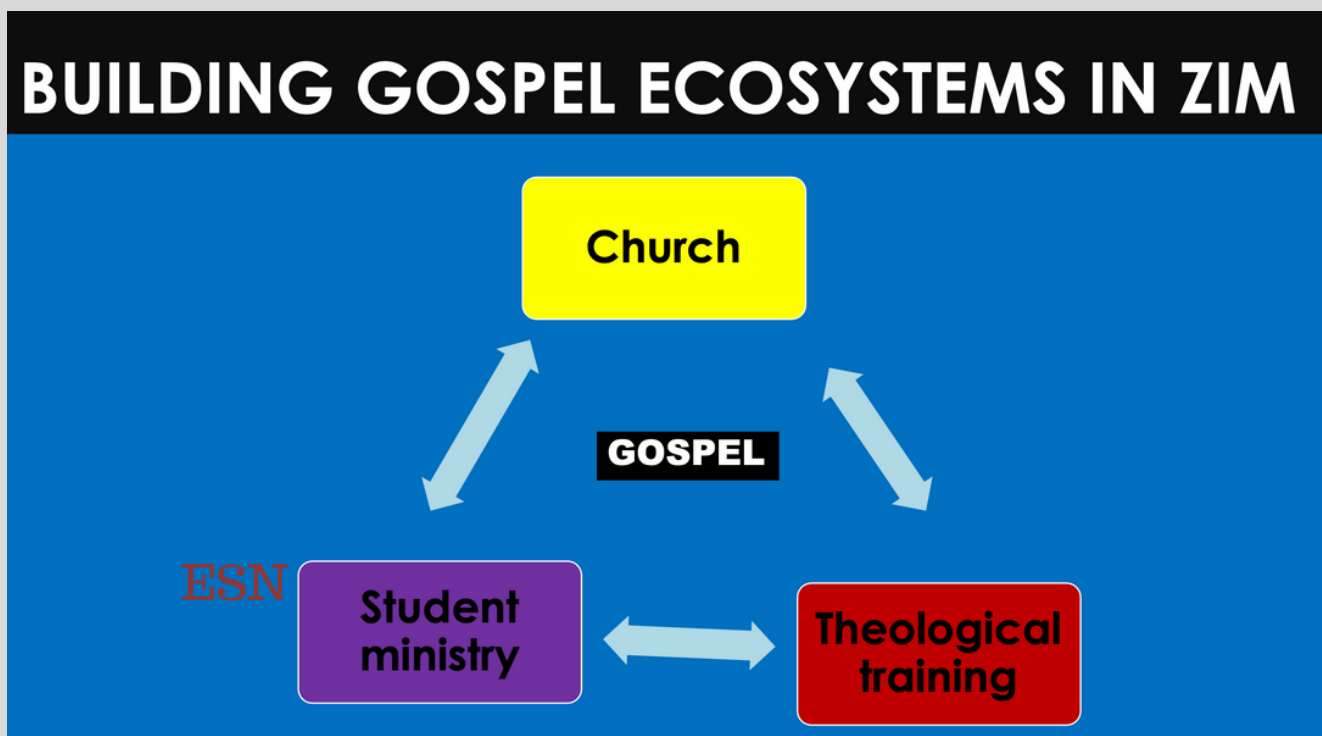 BUILDING GOSPEL ECOSYSTEMS IN ZIM
Church
GOSPEL
ESN
Student
ministry
Theological
training